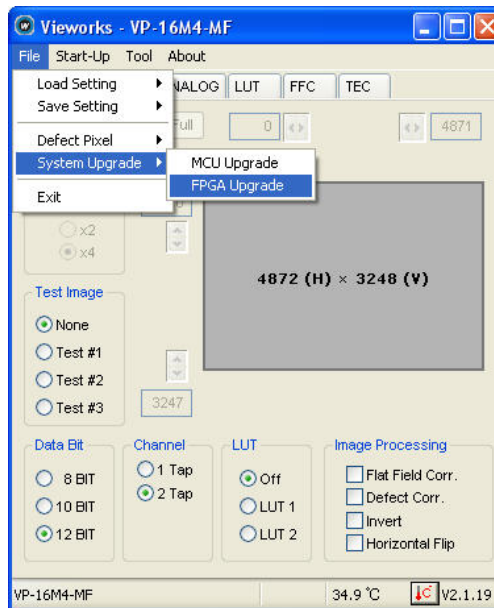 Vieworks - VP-16M4-MF
File Start-Up Tool About
Load Setting
Save Setting
Defect Pixel
System Upgrade
Exit
MCU Upgrade
FPGA Upgrade
LUT FFC TEC
0 4871
x2
x4
4872 (H) × 3248 (V)
Test Image
None
Test #1
Test #2
Test #3
3247
Data Bit
8 BIT
10 BIT
12 BIT
Channel
1 Tap
2 Tap
LUT
Off
LUT 1
LUT 2
Image Processing
Flat Field Corr.
Defect Corr.
Invert
Horizontal Flip
VP-16M4-MF 34.9 ℃ V2.1.19